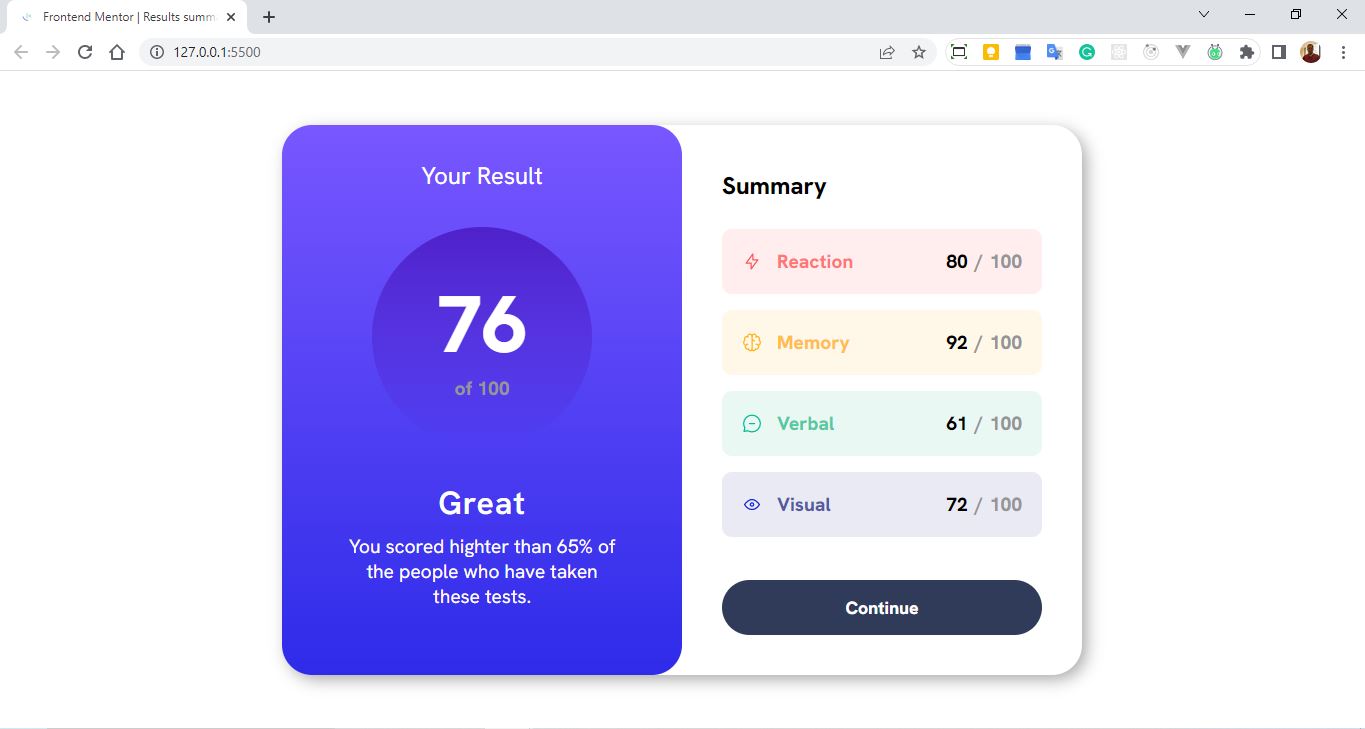 Frontend Mentor | Results summ
127.0.0.1:5500
Your Result
76
of 100
Great
You scored highter than 65% of
the people who have taken
these tests.
Summary
Reaction 80 / 100
Memory 92 / 100
Verbal 61 / 100
Visual 72 / 100
Continue